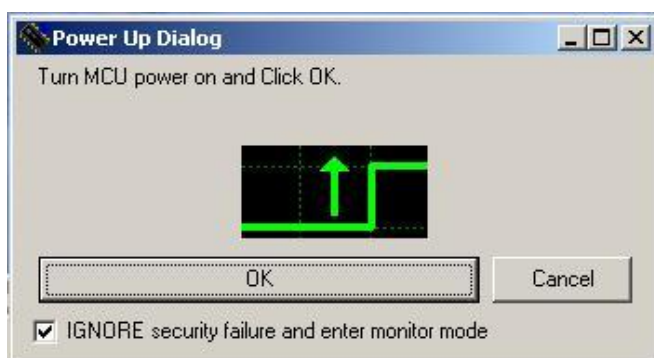 Power Up Dialog
Turn MCU power on and Click OK.
OK
Cancel
IGNORE security failure and enter monitor mode